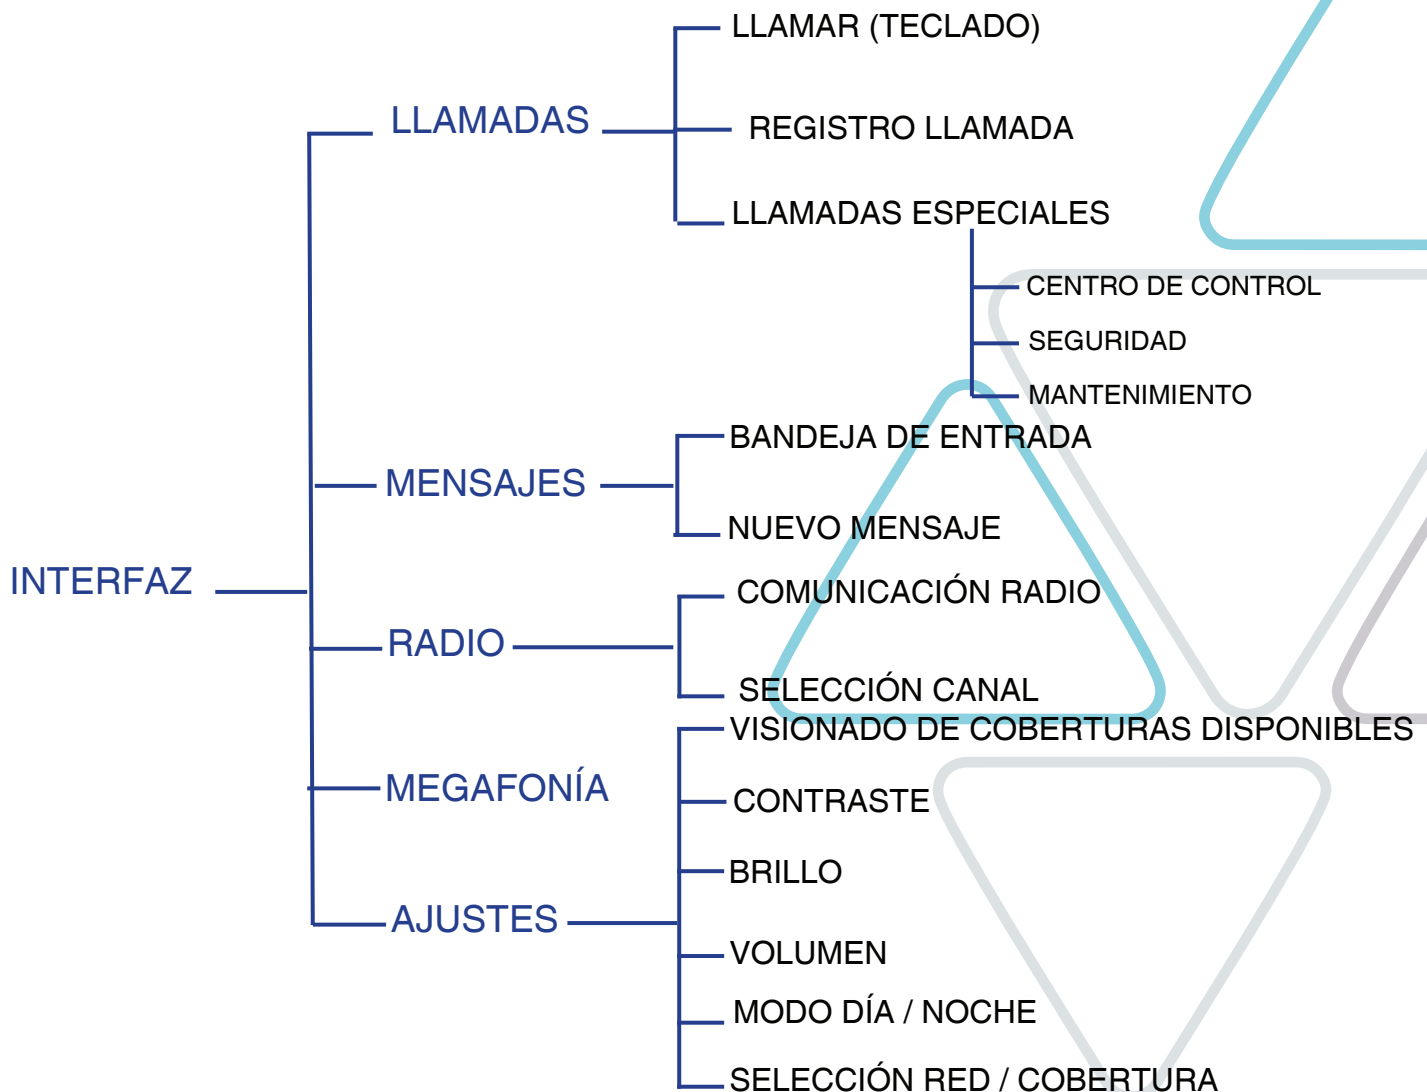 INTERFAZ
LLAMADAS
LLAMAR (TECLADO)
REGISTRO LLAMADA
LLAMADAS ESPECIALES
CENTRO DE CONTROL
SEGURIDAD
MANTENIMIENTO
MENSAJES
BANDEJA DE ENTRADA
NUEVO MENSAJE
RADIO
COMUNICACIÓN RADIO
SELECCIÓN CANAL
MEGAFONÍA
AJUSTES
VISIONADO DE COBERTURAS DISPONIBLES
CONTRASTE
BRILLO
VOLUMEN
MODO DÍA / NOCHE
SELECCIÓN RED / COBERTURA